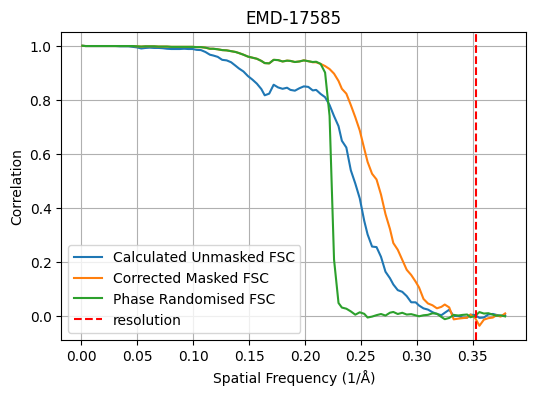 EMD-17585
1.0
0.8
0.6
0.4
0.2
0.0
Correlation
Calculated Unmasked FSC
Corrected Masked FSC
Phase Randomised FSC
resolution
0.00 0.05 0.10 0.15 0.20 0.25 0.30 0.35
Spatial Frequency (1/Å)